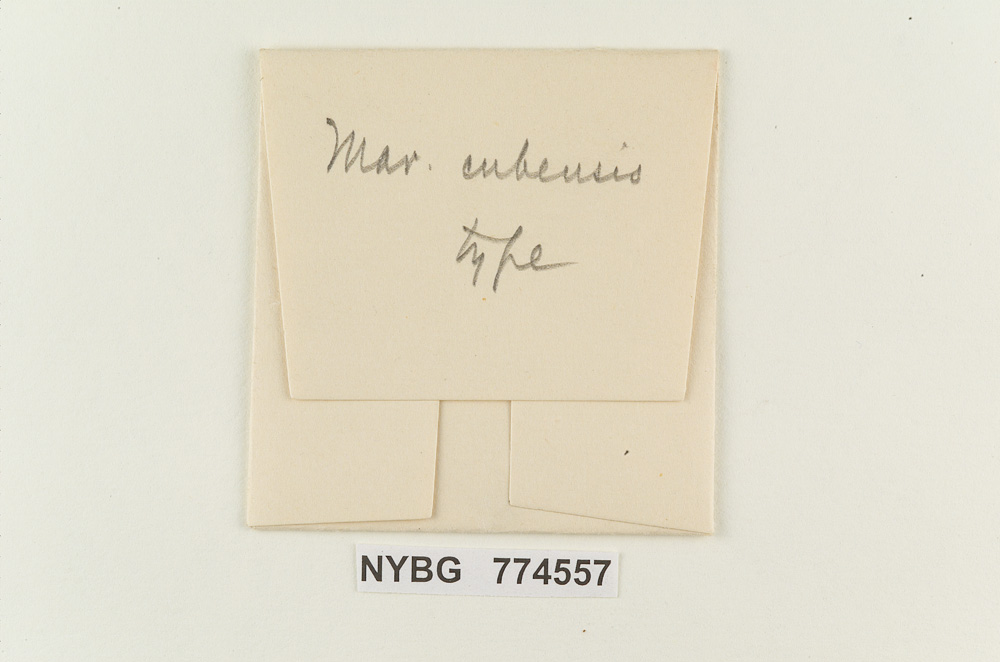 Mar. cubensis
type
NYBG 774557